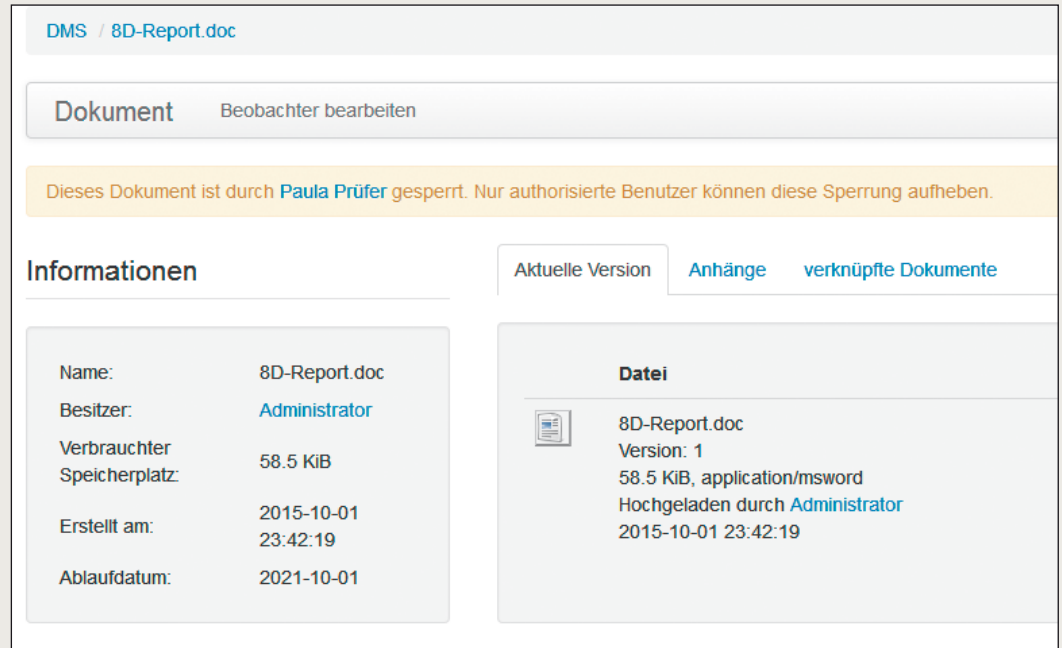 DMS / 8D-Report.doc
Dokument Beobachter bearbeiten
Dieses Dokument ist durch Paula Prüfer gesperrt. Nur authorisierte Benutzer können diese Sperrung aufheben.
Informationen
Name: 8D-Report.doc
Besitzer: Administrator
Verbrauchter
Speicherplatz: 58.5 KiB
Erstellt am: 2015-10-01
23:42:19
Ablaufdatum: 2021-10-01
Aktuelle Version Anhänge verknüpfte Dokumente
Datei
8D-Report.doc
Version: 1
58.5 KiB, application/msword
Hochgeladen durch Administrator
2015-10-01 23:42:19